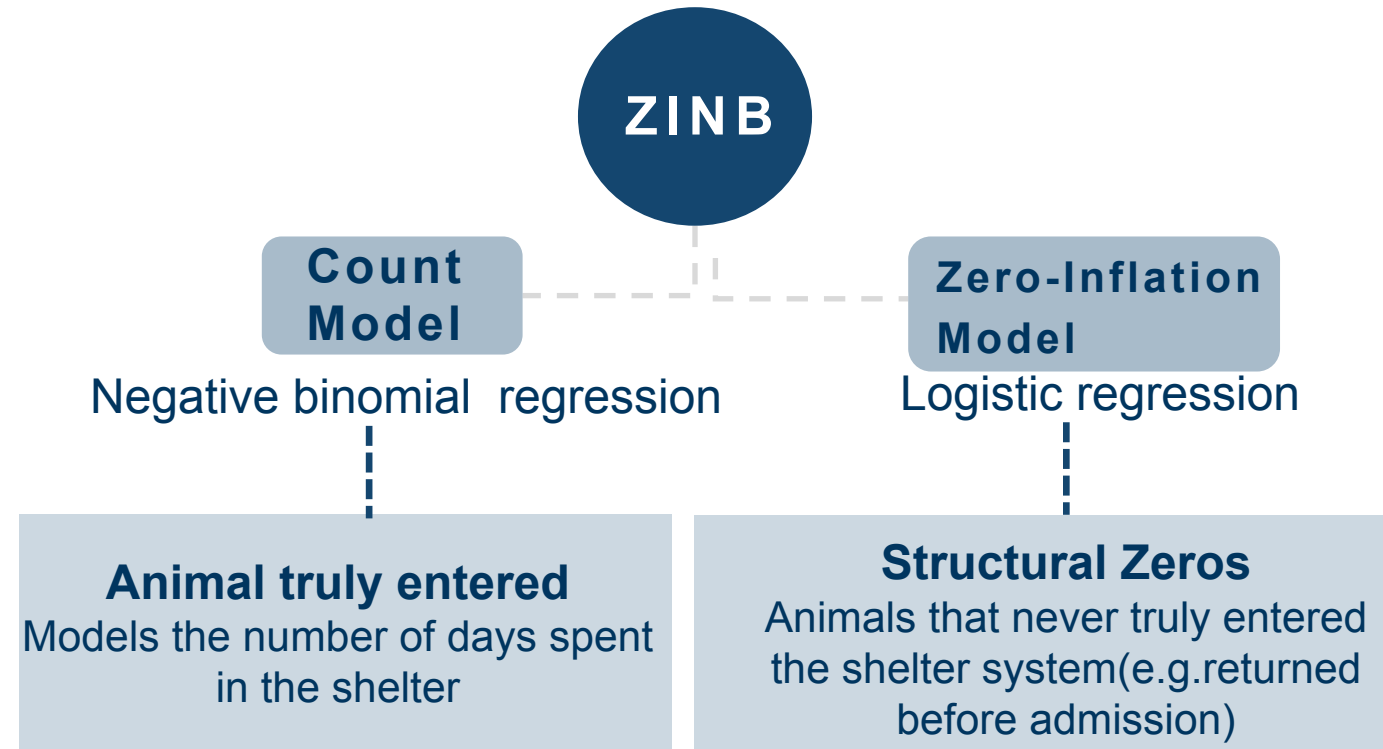 ZINB
Count
Model
Negative binomial regression
Animal truly entered
Models the number of days spent
in the shelter
Zero-Inflation
Model
Logistic regression
Structural Zeros
Animals that never truly entered
the shelter system(e.g.returned
before admission)